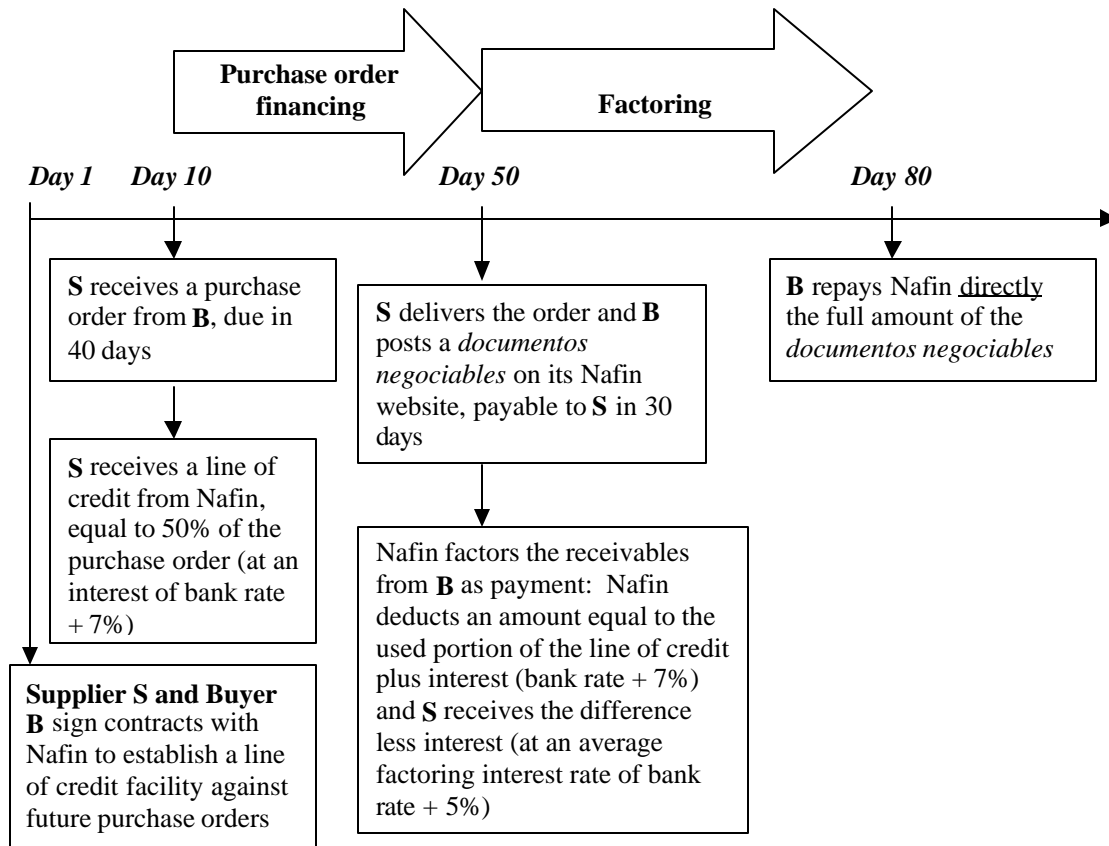 Purchase order
financing
Factoring
Day 1
Day 10
Day 50
Day 80
S receives a purchase
order from B, due in
40 days
S receives a line of
credit from Nafin,
equal to 50% of the
purchase order (at an
interest of bank rate
+ 7%)
Supplier S and Buyer
B sign contracts with
Nafin to establish a line
of credit facility against
future purchase orders
S delivers the order and B
posts a documentos
negociables on its Nafin
website, payable to S in 30
days
Nafin factors the receivables
from B as payment: Nafin
deducts an amount equal to the
used portion of the line of credit
plus interest (bank rate + 7%)
and S receives the difference
less interest (at an average
factoring interest rate of bank
rate + 5%)
B repays Nafin directly
the full amount of the
documentos negociables